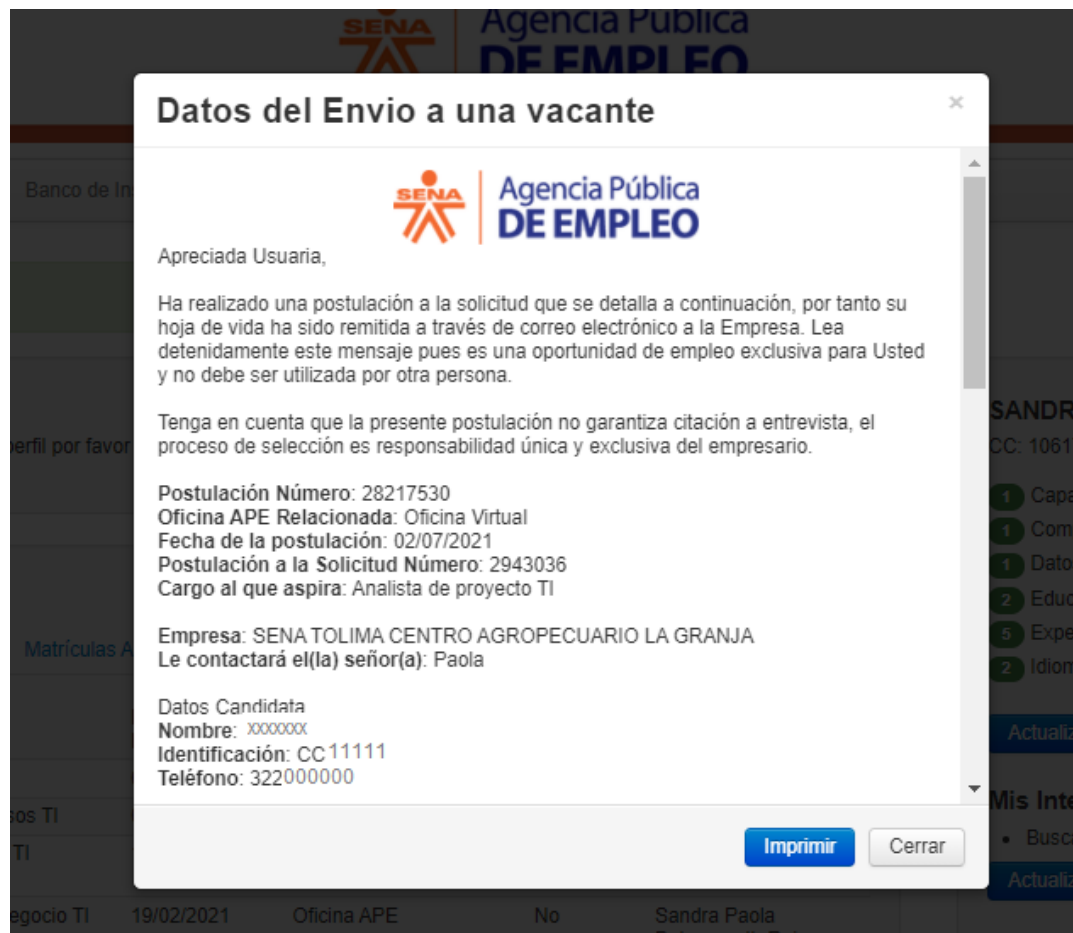 SENA
Agencia Pública
DE EMPLEO
Datos del Envio a una vacante
×
Banco de
SENA
Agencia Pública
DE EMPLEO
Apreciada Usuaria,
Ha realizado una postulación a la solicitud que se detalla a continuación, por tanto su
hoja de vida ha sido remitida a través de correo electrónico a la Empresa. Lea
detenidamente este mensaje pues es una oportunidad de empleo exclusiva para Usted
y no debe ser utilizada por otra persona.
Tenga en cuenta que la presente postulación no garantiza citación a entrevista, el
proceso de selección es responsabilidad única y exclusiva del empresario.
Postulación Número: 28217530
Oficina APE Relacionada: Oficina Virtual
Fecha de la postulación: 02/07/2021
Postulación a la Solicitud Número: 2943036
Cargo al que aspira: Analista de proyecto TI
Empresa: SENA TOLIMA CENTRO AGROPECUARIO LA GRANJA
Le contactará el(la) señor(a): Paola
Datos Candidata
Nombre: xxxxxxx
Identificación: CC 11111
Teléfono: 322000000
Imprimir
Cerrar
erfil por favor
Matrículas A
sos TI
TI
egocio TI 19/02/2021 Oficina APE No Sandra Paola
SANDR
CC: 1061
1 Capa
1 Com
1 Dato
2 Educ
5 Expe
2 Idiom
Actualiz
Mis Inte
• Busca
Actualiz